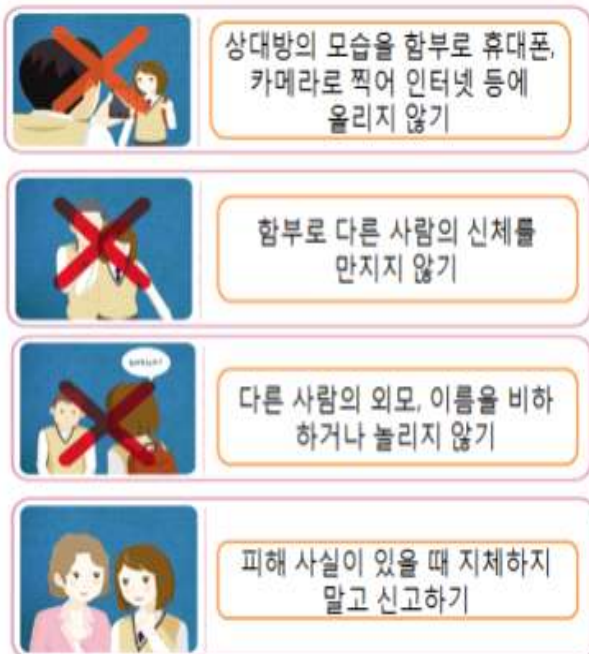 상대방의 모습을 함부로 휴대폰,
카메라로 찍어 인터넷 등에
올리지 않기
함부로 다른 사람의 신체를
만지지 않기
다른 사람의 외모, 이름을 비하
하거나 놀리지 않기
피해 사실이 있을 때 지체하지
말고 신고하기